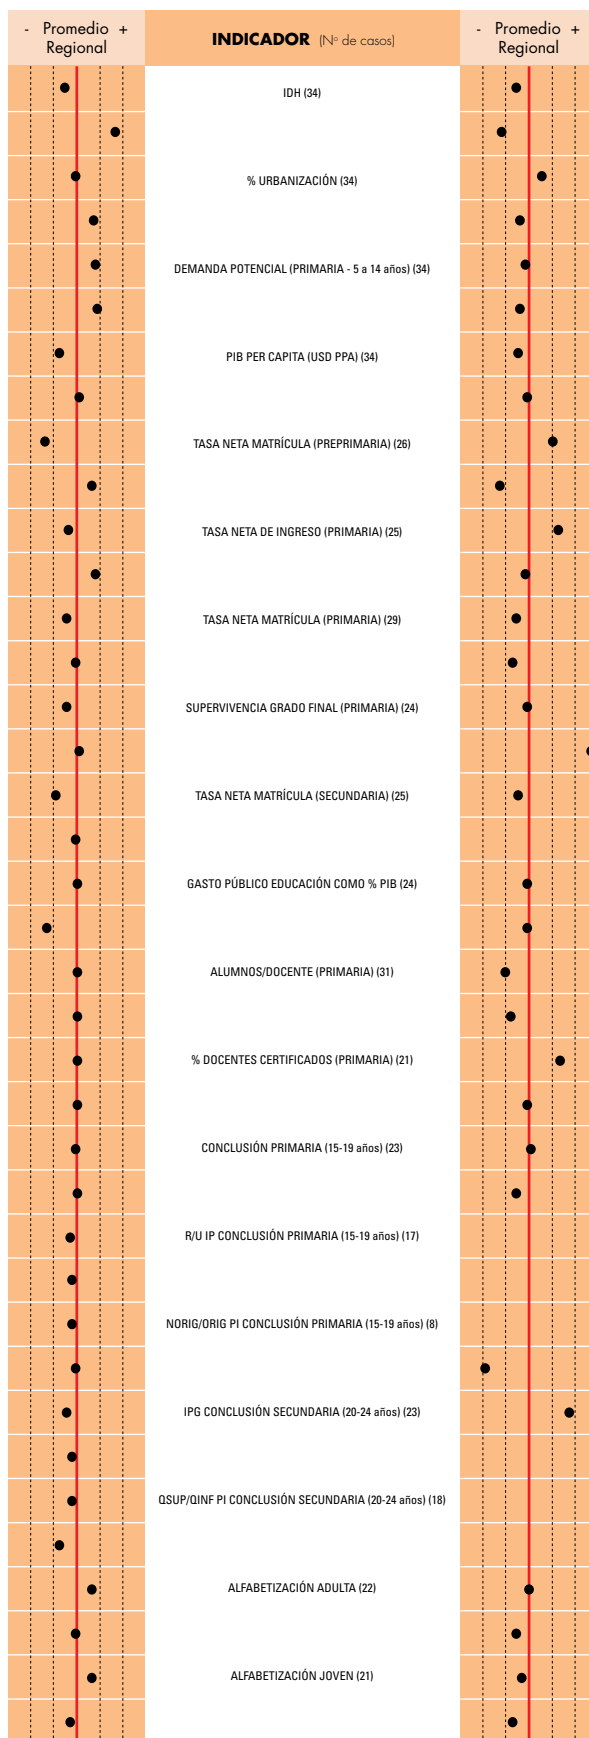 - Promedio +
Regional
INDICADOR (Nº de casos)
- Promedio +
Regional
IDH (34)
% URBANIZACIÓN (34)
DEMANDA POTENCIAL (PRIMARIA - 5 a 14 años) (34)
PIB PER CAPITA (USD PPA) (34)
TASA NETA MATRÍCULA (PREPRIMARIA) (26)
TASA NETA DE INGRESO (PRIMARIA) (25)
TASA NETA MATRÍCULA (PRIMARIA) (29)
SUPERVIVENCIA GRADO FINAL (PRIMARIA) (24)
TASA NETA MATRÍCULA (SECUNDARIA) (25)
GASTO PÚBLICO EDUCACIÓN COMO % PIB (24)
ALUMNOS/DOCENTE (PRIMARIA) (31)
% DOCENTES CERTIFICADOS (PRIMARIA) (21)
CONCLUSIÓN PRIMARIA (15-19 años) (23)
R/U IP CONCLUSIÓN PRIMARIA (15-19 años) (17)
NORIG/ORIG PI CONCLUSIÓN PRIMARIA (15-19 años) (8)
IPG CONCLUSIÓN SECUNDARIA (20-24 años) (23)
QSUP/QINF PI CONCLUSIÓN SECUNDARIA (20-24 años) (18)
ALFABETIZACIÓN ADULTA (22)
ALFABETIZACIÓN JOVEN (21)